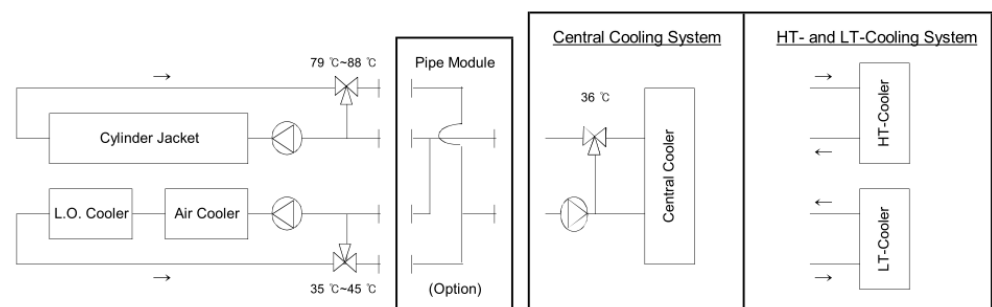 Central Cooling System
HT- and LT-Cooling System
79 ℃~88 ℃
Pipe Module
36 ℃
Cylinder Jacket
HT-Cooler
Central Cooler
L.O. Cooler
Air Cooler
LT-Cooler
35 ℃~45 ℃
(Option)